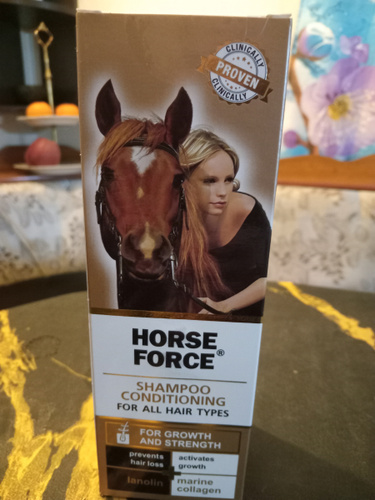 CLINICALLY
PROVEN
CLINICALLY
HORSE
FORCE®
SHAMPOO
CONDITIONING
FOR ALL HAIR TYPES
FOR GROWTH
AND STRENGTH
prevents
hair loss
activates
growth
lanolin
marine
collagen